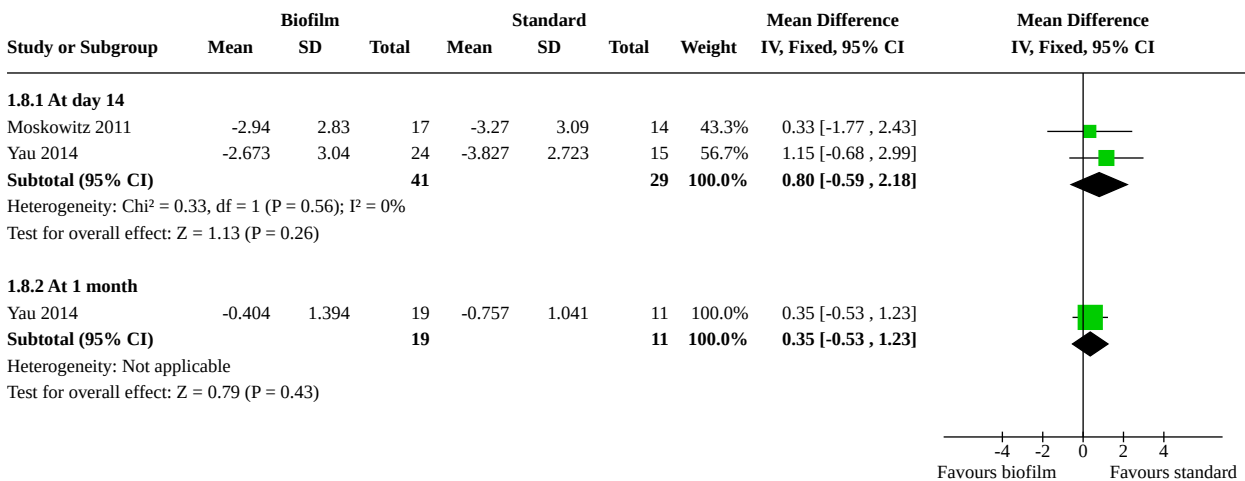 Biofilm Standard Mean Difference Mean Difference
Study or Subgroup Mean SD Total Mean SD Total Weight IV, Fixed, 95% CI IV, Fixed, 95% CI
1.8.1 At day 14
Moskowitz 2011 -2.94 2.83 17 -3.27 3.09 14 43.3% 0.33 [-1.77 , 2.43]
Yau 2014 -2.673 3.04 24 -3.827 2.723 15 56.7% 1.15 [-0.68 , 2.99]
Subtotal (95% CI) 41 29 100.0% 0.80 [-0.59 , 2.18]
Heterogeneity: Chi² = 0.33, df = 1 (P = 0.56); I² = 0%
Test for overall effect: Z = 1.13 (P = 0.26)
1.8.2 At 1 month
Yau 2014 -0.404 1.394 19 -0.757 1.041 11 100.0% 0.35 [-0.53 , 1.23]
Subtotal (95% CI) 19 11 100.0% 0.35 [-0.53 , 1.23]
Heterogeneity: Not applicable
Test for overall effect: Z = 0.79 (P = 0.43)
-4 -2 0 2 4
Favours biofilm Favours standard